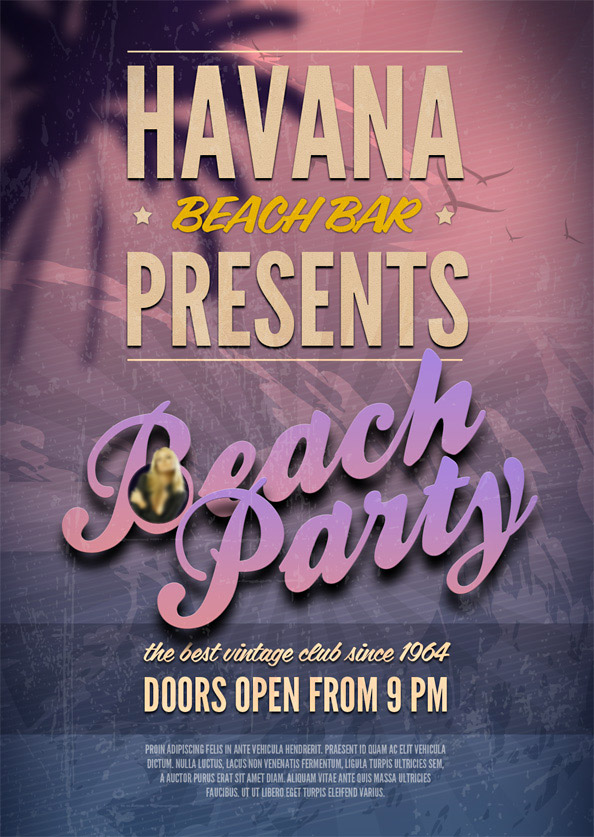 HAVANA
BEACH BAR
PRESENTS
Beach
Party
the best vintage club since 1964
DOORS OPEN FROM 9 PM
PROIN ADIPISCING FELIS IN ANTE VEHICULA HENDRERIT. PRAESENT ID QUAM AC ELIT VEHICULA
DICTUM. NULLA LUCTUS, LACUS NON VENENATIS FERMENTUM, LIGULA TURPIS ULTRICIES SEM,
A AUCTOR PURUS ERAT SIT AMET DIAM. ALIQUAM VITAE ANTE QUIS MASSA ULTRICIES
FAUCIBUS. UT UT LIBERO EGET TURPIS ELEIFEND VARIUS.